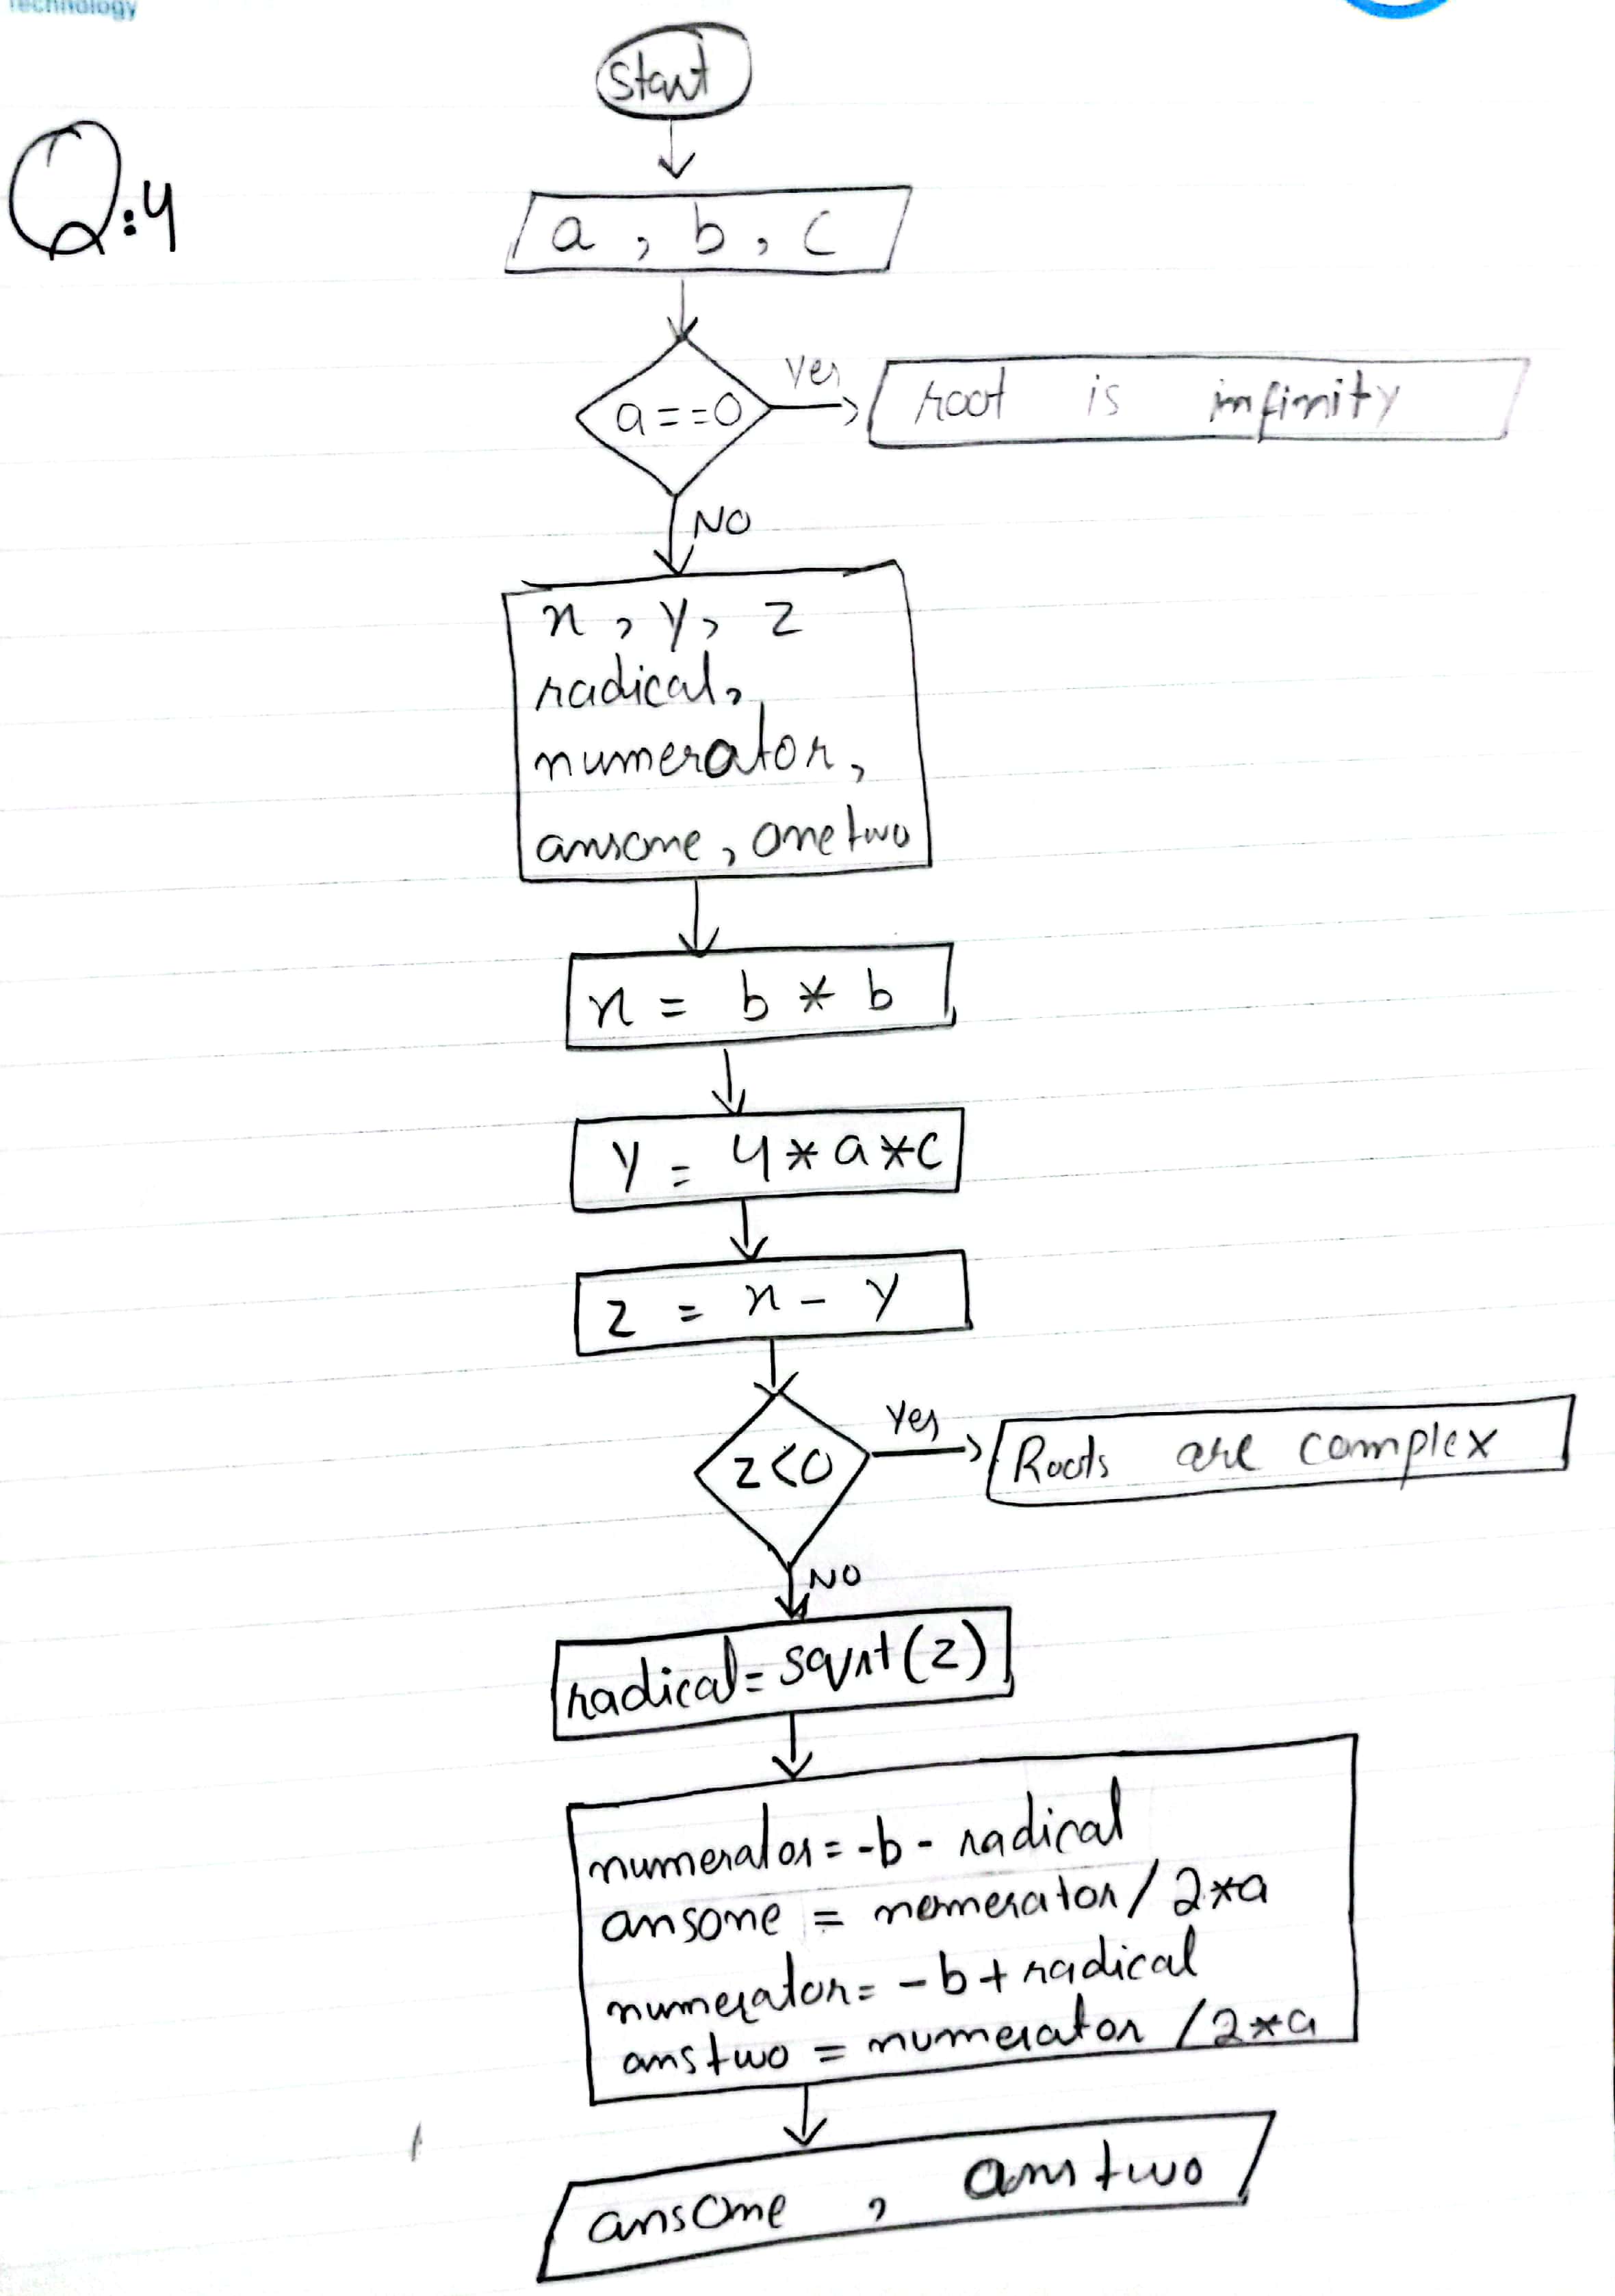 Technology
Start
Q:4
a , b , c
a==0
Yes
root is infinity
NO
x , y , z
radical,
numerator,
ansone , onetwo
x = b * b
y = 4*a*c
z = x - y
z<0
Yes
Roots are complex
NO
radical=sqrt(z)
numerator=-b - radical
ansone = nemerator / 2*a
numerator= -b + radical
anstwo = numerator / 2*a
ansone , anstwo